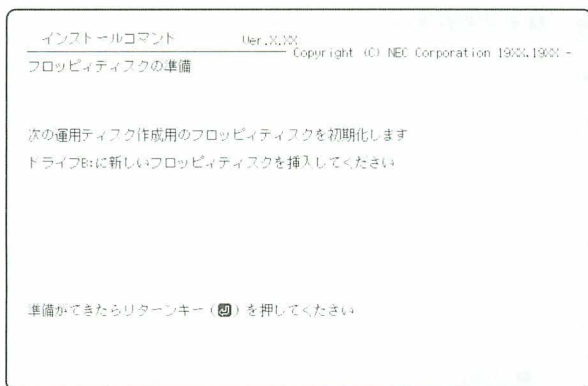 インストールコマンド Ver.X.XX
Copyright (C) NEC Corporation 19XX,19XX -
フロッピィディスクの準備
次の運用ディスク作成用のフロッピィディスクを初期化します
ドライブB:に新しいフロッピィディスクを挿入してください
準備ができたらリターンキー(⏎)を押してください